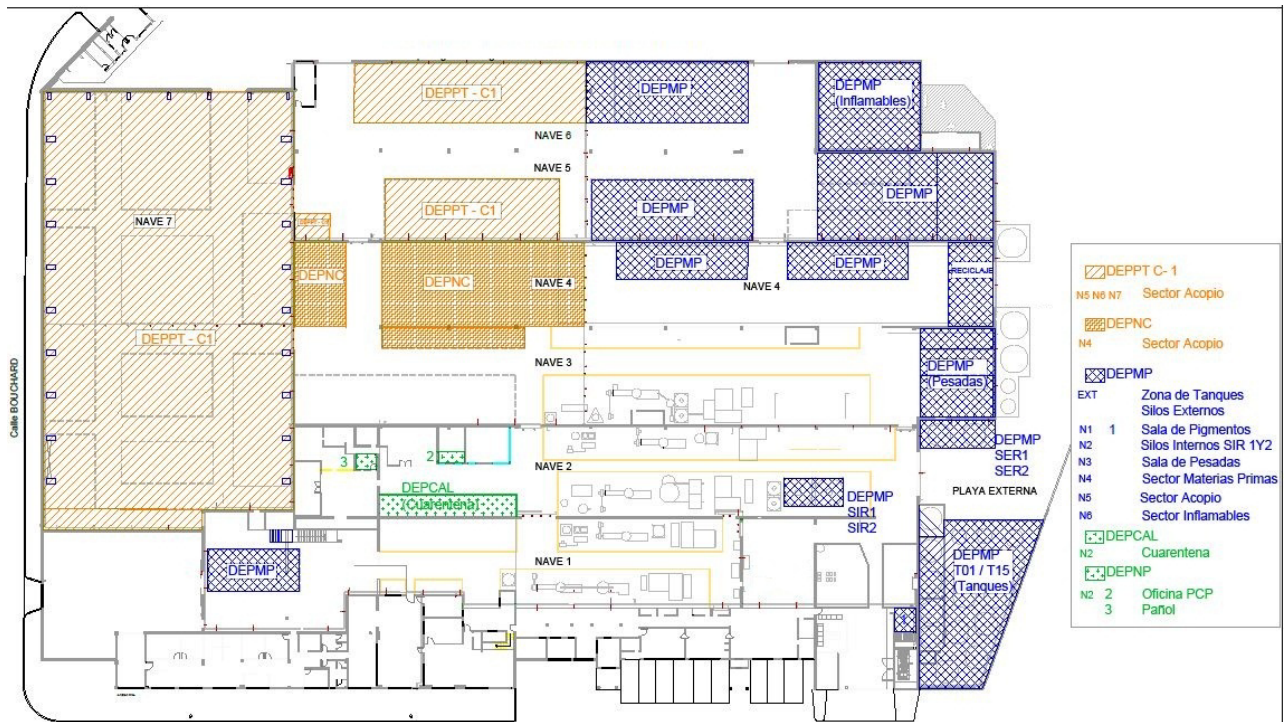 DEPPT - C1
DEPMP
DEPMP
(Inflamables)
NAVE 6
NAVE 5
DEPPT - C1
DEPMP
DEPMP
NAVE 7
DEPNC
DEPNC
NAVE 4
DEPMP
DEPMP
NAVE 4
RECICLAJE
DEPPT - C1
NAVE 3
DEPMP
(Pesadas)
Calle BOUCHARD
3
2
NAVE 2
DEPCAL
(Cuarentena)
DEPMP
SIR1
SIR2
DEPMP
SER1
SER2
PLAYA EXTERNA
NAVE 1
DEPMP
DEPMP
T01 / T15
(Tanques)
1
DEPPT C- 1
N5 N6 N7 Sector Acopio
DEPNC
N4 Sector Acopio
DEPMP
EXT Zona de Tanques
Silos Externos
N1 1 Sala de Pigmentos
N2 Silos Internos SIR 1Y2
N3 Sala de Pesadas
N4 Sector Materias Primas
N5 Sector Acopio
N6 Sector Inflamables
DEPCAL
N2 Cuarentena
DEPNP
N2 2 Oficina PCP
3 Pañol